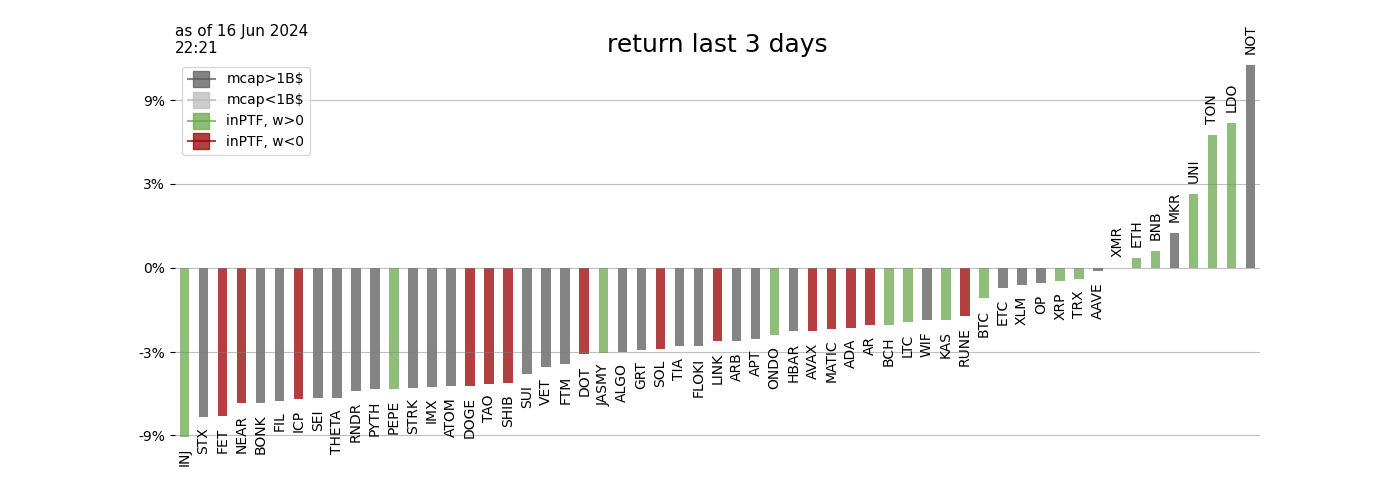 as of 16 Jun 2024
22:21
return last 3 days
mcap>1B$
mcap<1B$
inPTF, w>0
inPTF, w<0
9%
3%
0%
-3%
-9%
INJ
STX
FET
NEAR
BONK
FIL
ICP
SEI
THETA
RNDR
PYTH
PEPE
STRK
IMX
ATOM
DOGE
TAO
SHIB
SUI
VET
FTM
DOT
JASMY
ALGO
GRT
SOL
TIA
FLOKI
LINK
ARB
APT
ONDO
HBAR
AVAX
MATIC
ADA
AR
BCH
LTC
WIF
KAS
RUNE
BTC
ETC
XLM
OP
XRP
TRX
AAVE
XMR
ETH
BNB
MKR
UNI
TON
LDO
NOT